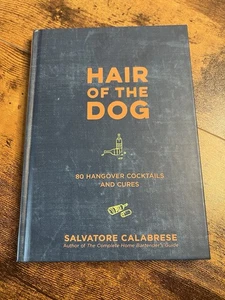 HAIR
OF THE
DOG
80 HANGOVER COCKTAILS
AND CURES
SALVATORE CALABRESE
Author of The Complete Home Bartender's Guide